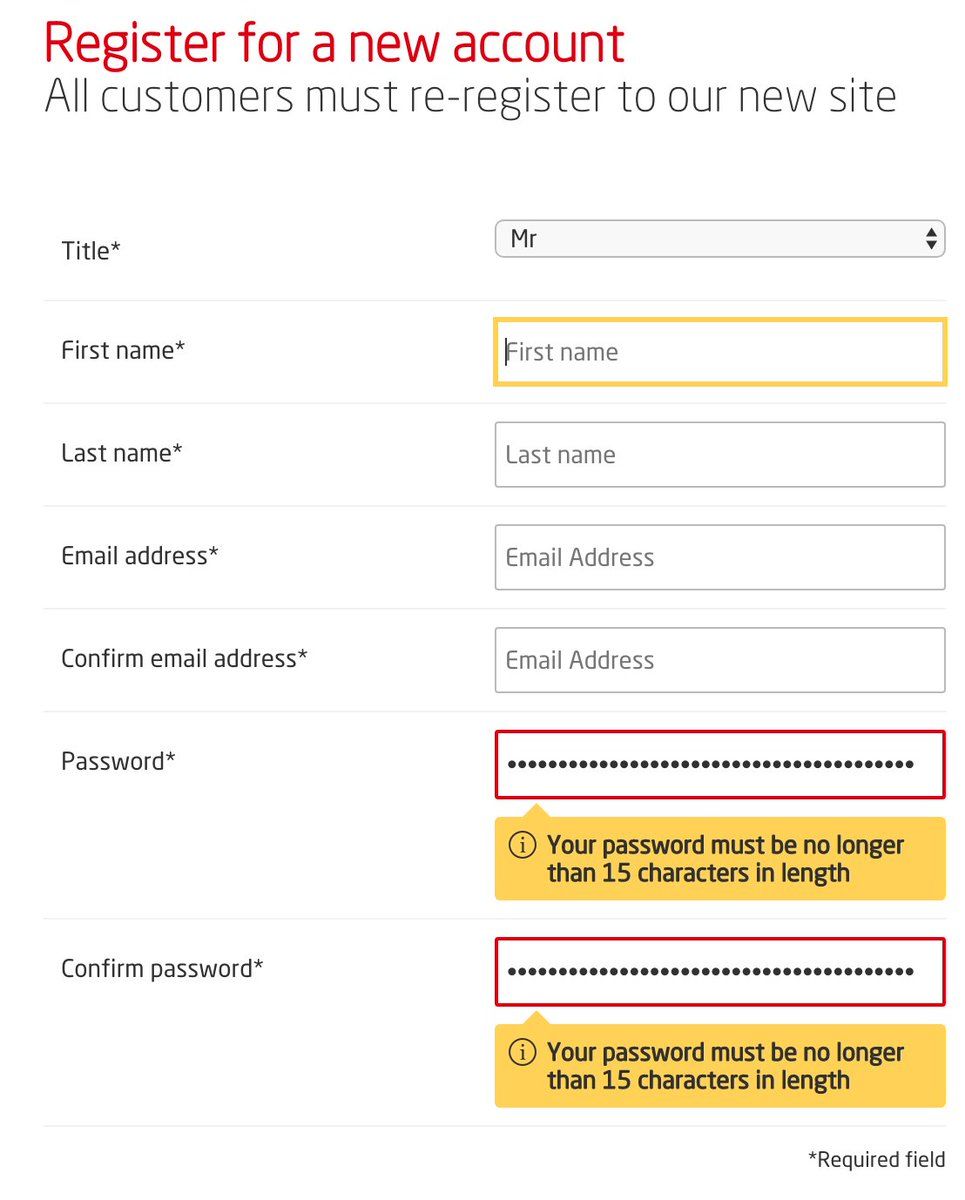 Register for a new account
All customers must re-register to our new site
Title*
Mr
First name*
First name
Last name*
Last name
Email address*
Email Address
Confirm email address*
Email Address
Password*
••••••••••••••••••••••••••••••••••••••••
Your password must be no longer
than 15 characters in length
Confirm password*
••••••••••••••••••••••••••••••••••••••••
Your password must be no longer
than 15 characters in length
*Required field